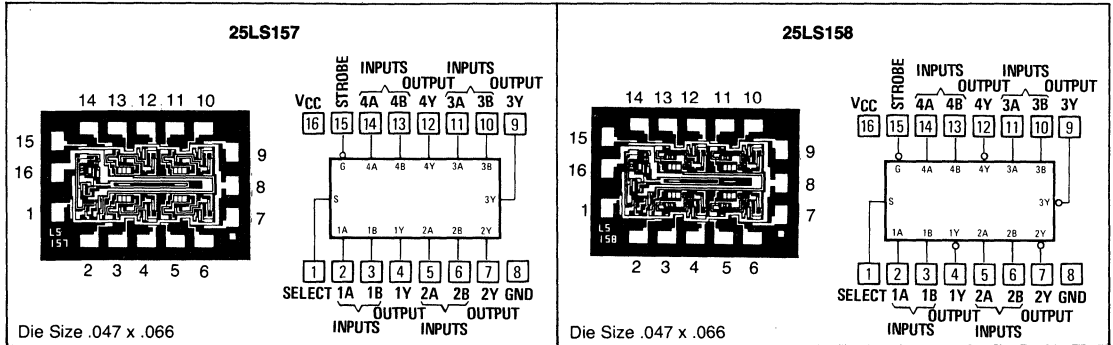 25LS157
INPUTS INPUTS
STROBE OUTPUT OUTPUT
VCC 4A 4B 4Y 3A 3B 3Y
16 15 14 13 12 11 10 9
G 4A 4B 4Y 3A 3B
S 3Y
1A 1B 1Y 2A 2B 2Y
1 2 3 4 5 6 7 8
SELECT 1A 1B 1Y 2A 2B 2Y GND
OUTPUT OUTPUT
INPUTS INPUTS
14 13 12 11 10
15
9
16
8
1
7
LS
157
2 3 4 5 6
Die Size .047 x .066
25LS158
INPUTS INPUTS
STROBE OUTPUT OUTPUT
VCC 4A 4B 4Y 3A 3B 3Y
16 15 14 13 12 11 10 9
G 4A 4B 4Y 3A 3B
S 3Y
1A 1B 1Y 2A 2B 2Y
1 2 3 4 5 6 7 8
SELECT 1A 1B 1Y 2A 2B 2Y GND
OUTPUT OUTPUT
INPUTS INPUTS
14 13 12 11 10
15
9
16
8
1
7
LS
158
2 3 4 5 6
Die Size .047 x .066